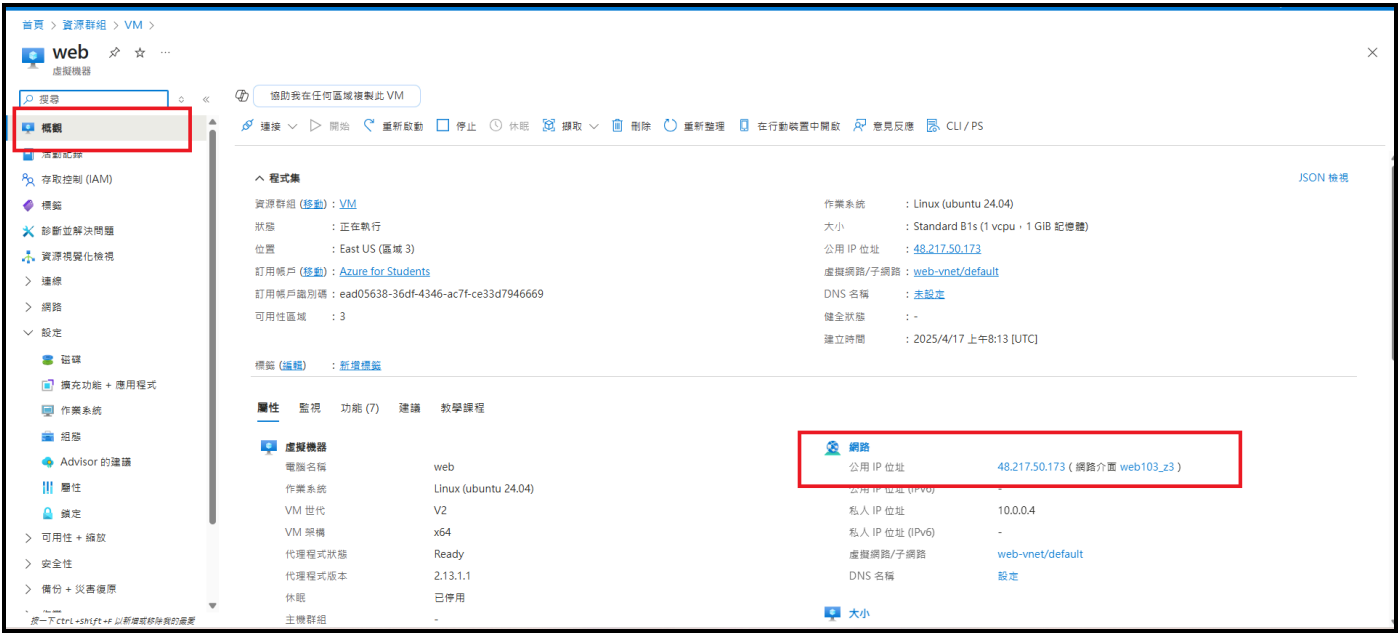 首頁 > 資源群組 > VM >
web
虛擬機器
搜尋
協助我在任何區域複製此 VM
連接 開始 重新啟動 停止 休眠 擷取 刪除 重新整理 在行動裝置中開啟 意見反應 CLI / PS
概觀
活動記錄
存取控制 (IAM)
標籤
診斷並解決問題
資源視覺化檢視
連線
網路
設定
磁碟
擴充功能 + 應用程式
作業系統
組態
Advisor 的建議
屬性
鎖定
可用性 + 縮放
安全性
備份 + 災害復原
按一下 ctrl+shift+F 以新增或移除我的最愛
程式集
JSON 檢視
資源群組 (移動) : VM
狀態 : 正在執行
位置 : East US (區域 3)
訂用帳戶 (移動) : Azure for Students
訂用帳戶識別碼 : ead05638-36df-4346-ac7f-ce33d7946669
可用性區域 : 3
作業系統 : Linux (ubuntu 24.04)
大小 : Standard B1s (1 vcpu，1 GiB 記憶體)
公用 IP 位址 : 48.217.50.173
虛擬網路/子網路 : web-vnet/default
DNS 名稱 : 未設定
健全狀態 : -
建立時間 : 2025/4/17 上午8:13 [UTC]
標籤 (編輯) : 新增標籤
屬性 監視 功能 (7) 建議 教學課程
虛擬機器
電腦名稱 web
作業系統 Linux (ubuntu 24.04)
VM 世代 V2
VM 架構 x64
代理程式狀態 Ready
代理程式版本 2.13.1.1
休眠 已停用
主機群組 -
網路
公用 IP 位址 48.217.50.173 ( 網路介面 web103_z3 )
公用 IP 位址 (IPv6) -
私人 IP 位址 10.0.0.4
私人 IP 位址 (IPv6) -
虛擬網路/子網路 web-vnet/default
DNS 名稱 設定
大小